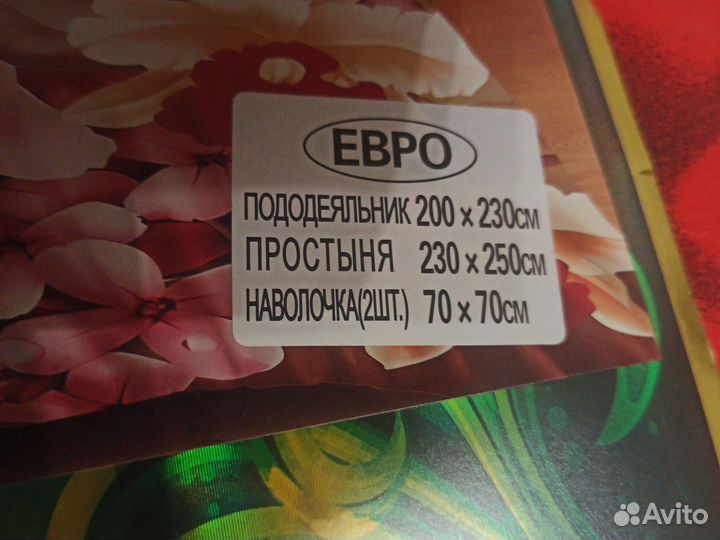 ЕВРО
ПОДОДЕЯЛЬНИК 200 x 230СМ
ПРОСТЫНЯ 230 x 250СМ
НАВОЛОЧКА(2ШТ.) 70 x 70СМ
Avito